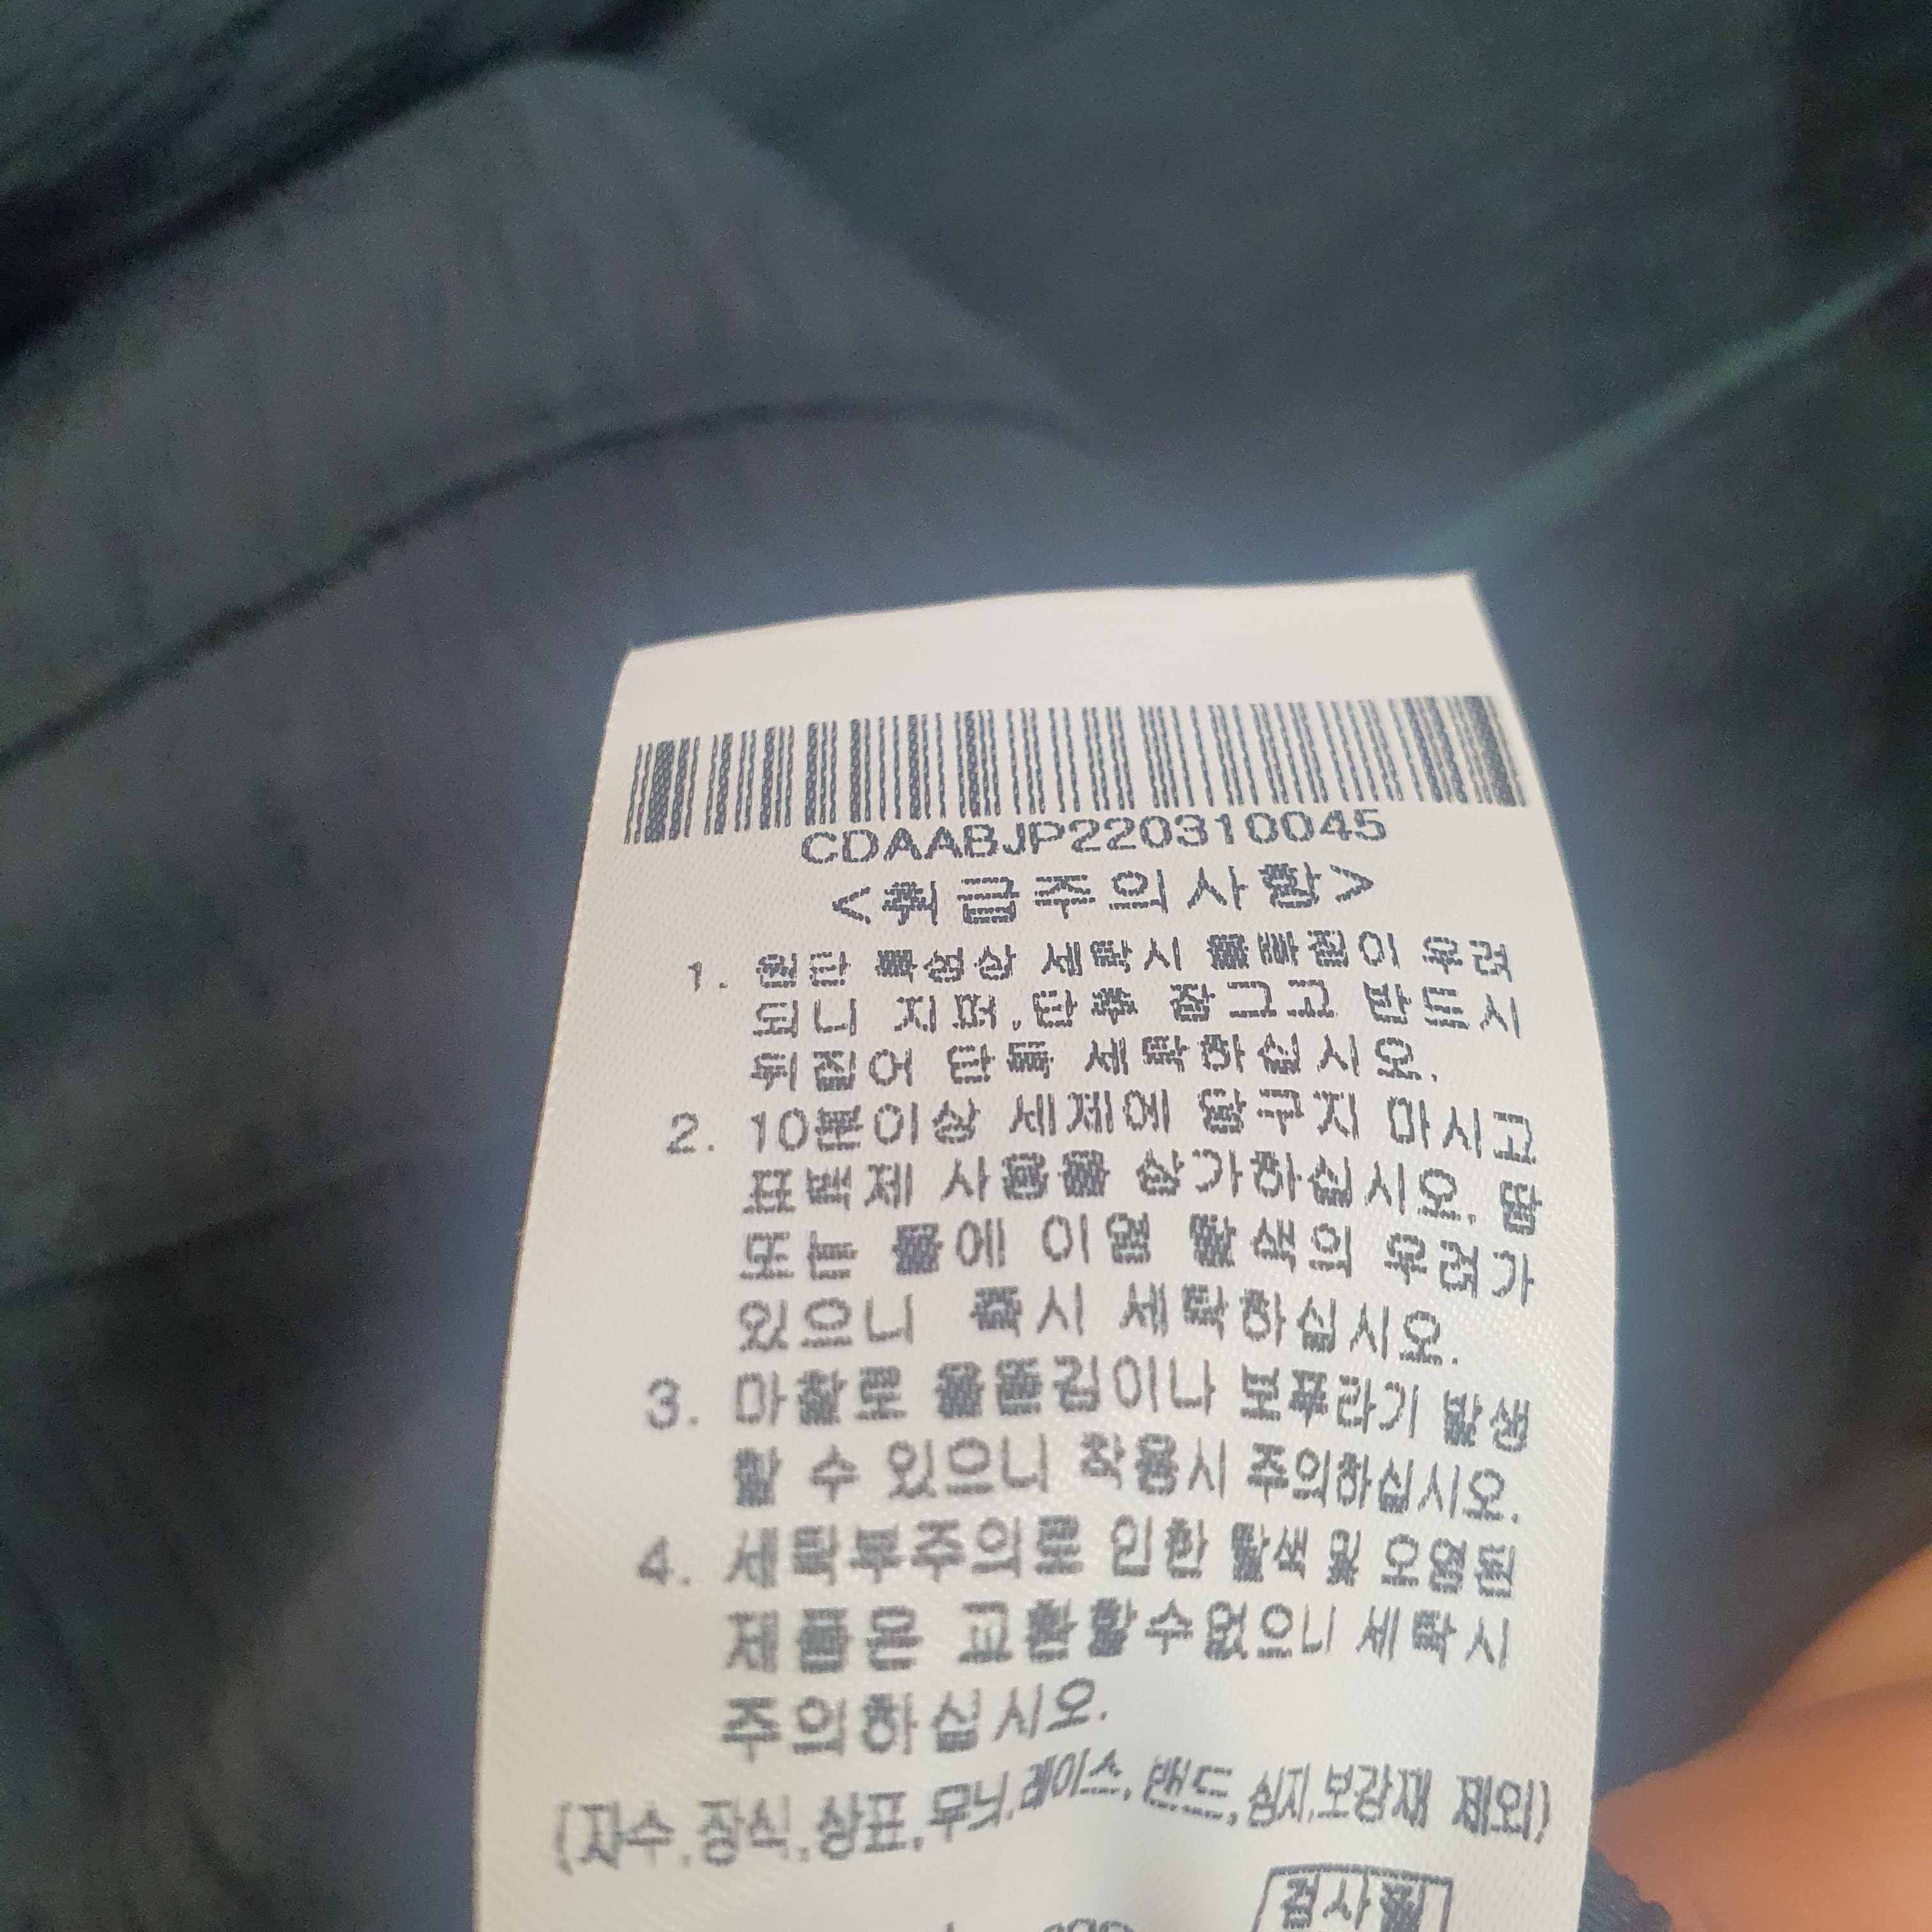 CDAABJP220310045
<취급주의사항>
1. 원단 특성상 세탁시 물빠짐이 우려
되니 지퍼,단추 잠그고 반드시
뒤집어 단독 세탁하십시오.
2. 10분이상 세제에 담구지 마시고
표백제 사용을 삼가하십시오. 땀
또는 물에 이염 탈색의 우려가
있으니 즉시 세탁하십시오.
3. 마찰로 올뜯김이나 보푸라기 발생
할 수 있으니 착용시 주의하십시오.
4. 세탁부주의로 인한 탈색 및 오염된
제품은 교환할수없으니 세탁시
주의하십시오.
(자수,장식,상표,무늬,레이스,밴드,심지,보강재 제외)
검사필